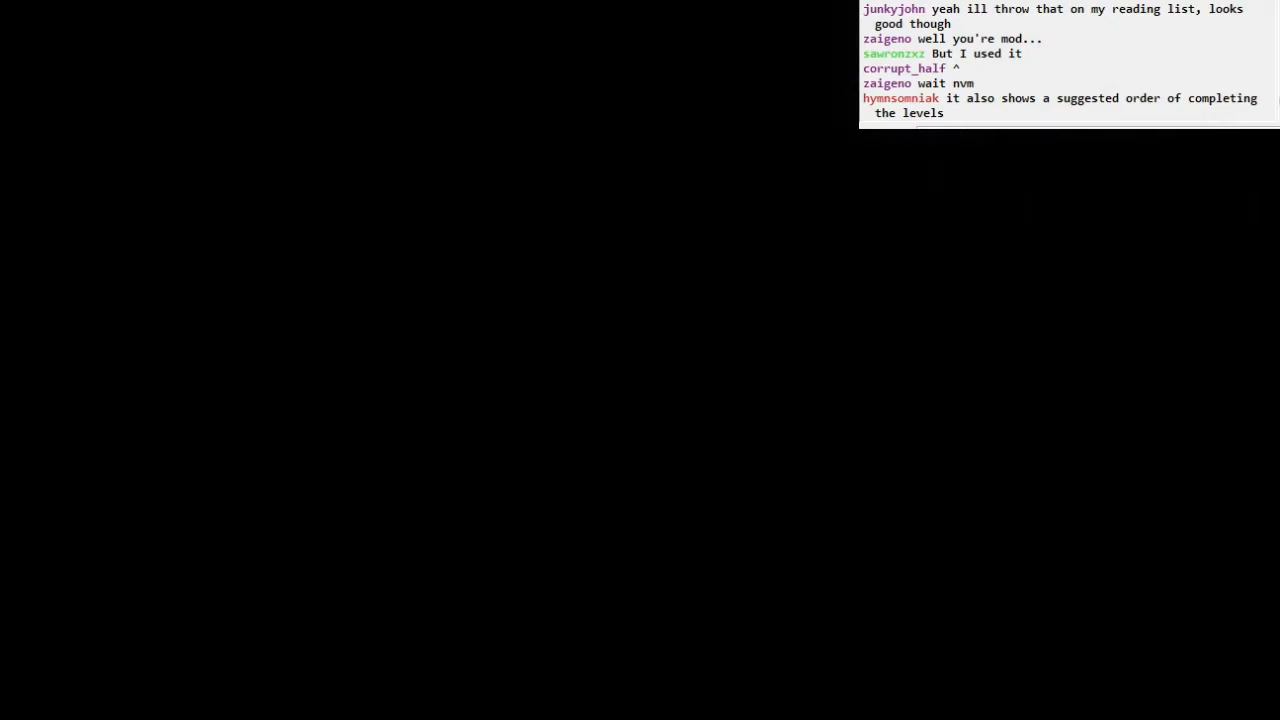 junkyjohn yeah ill throw that on my reading list, looks
good though
zaigeno well you're mod...
sawronzxz But I used it
corrupt_half ^
zaigeno wait nvm
hymnsomniak it also shows a suggested order of completing
the levels